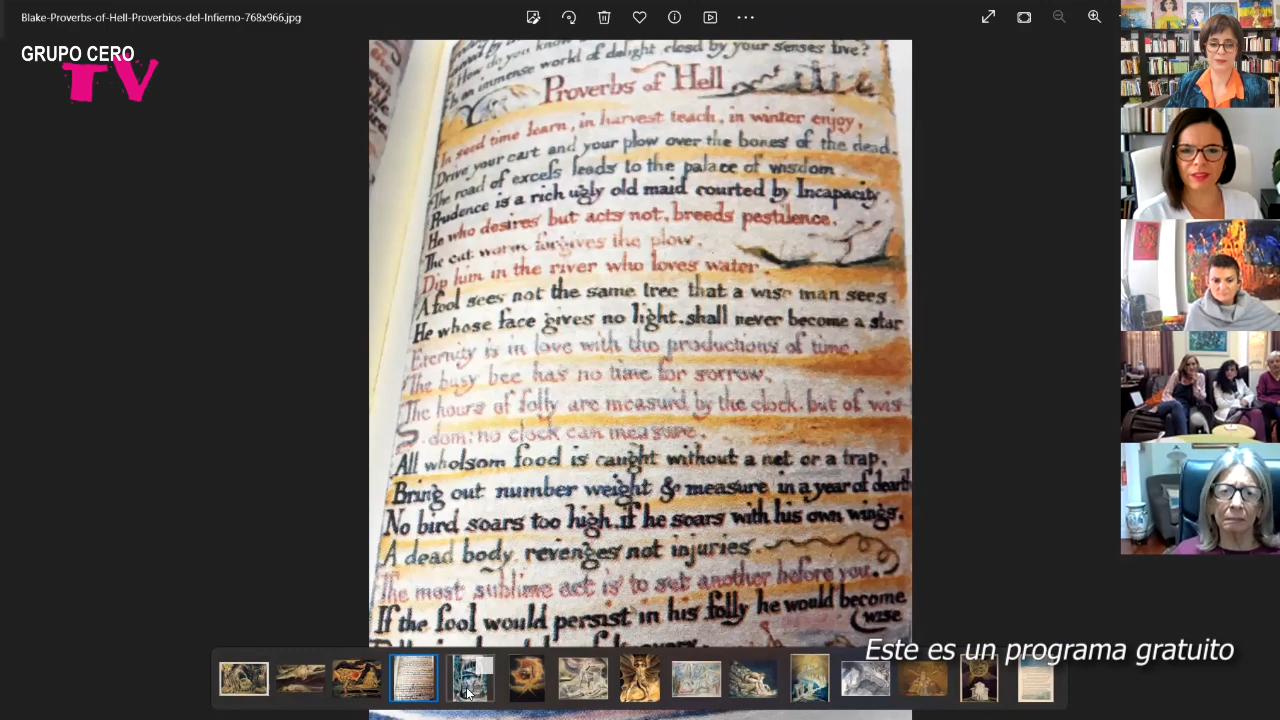 Blake-Proverbs-of-Hell-Proverbios-del-Infierno-768x966.jpg
GRUPO CERO
TV
How do you know
an immense world of delight, closd by your senses five?
Proverbs of Hell
In seed time learn, in harvest teach, in winter enjoy.
Drive your cart and your plow over the bones of the dead.
The road of excess leads to the palace of wisdom.
Prudence is a rich ugly old maid courted by Incapacity.
He who desires but acts not, breeds pestilence.
The cut worm forgives the plow.
Dip him in the river who loves water.
A fool sees not the same tree that a wise man sees.
He whose face gives no light, shall never become a star
Eternity is in love with the productions of time.
The busy bee has no time for sorrow.
The hours of folly are measurd by the clock, but of wis
-dom: no clock can measure.
All wholsom food is caught without a net or a trap.
Bring out number weight & measure in a year of dearth
No bird soars too high, if he soars with his own wings.
A dead body, revenges not injuries.
The most sublime act is to set another before you.
If the fool would persist in his folly he would become
wise
Este es un programa gratuito